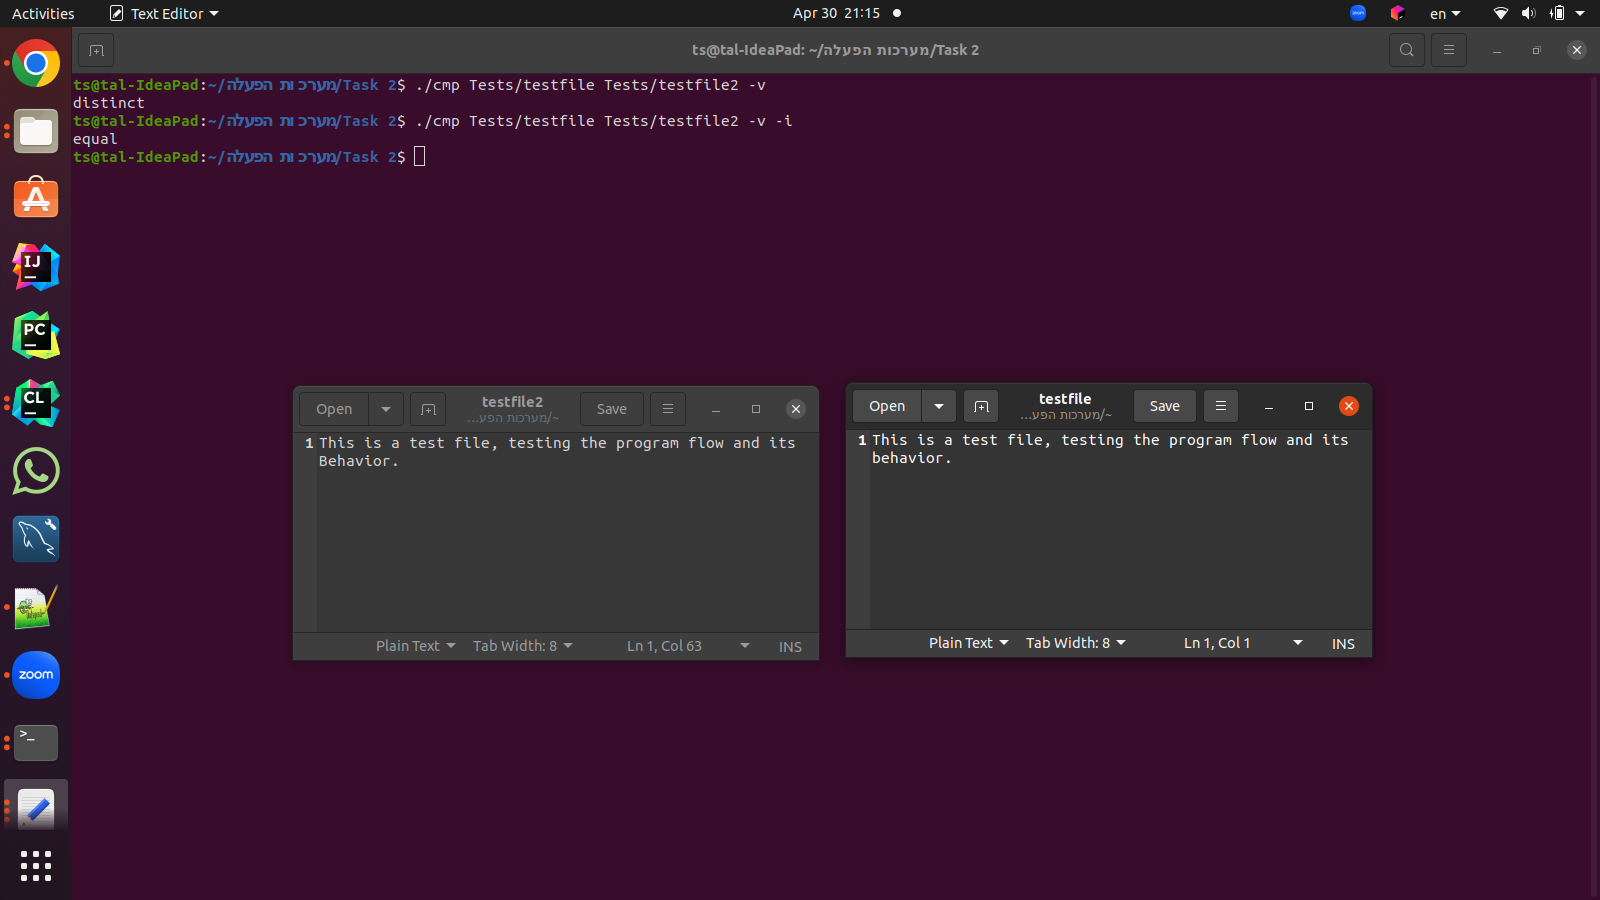 Activities Text Editor Apr 30 21:15 zoom en
ts@tal-IdeaPad: ~/מערכות הפעלה/Task 2
ts@tal-IdeaPad:~/מערכות הפעלה/Task 2$ ./cmp Tests/testfile Tests/testfile2 -v
distinct
ts@tal-IdeaPad:~/מערכות הפעלה/Task 2$ ./cmp Tests/testfile Tests/testfile2 -v -i
equal
ts@tal-IdeaPad:~/מערכות הפעלה/Task 2$
IJ
PC
CL
zoom
>_
Open testfile2 Save
~/מערכות הפע...
1 This is a test file, testing the program flow and its
Behavior.
Plain Text Tab Width: 8 Ln 1, Col 63 INS
Open testfile Save
~/מערכות הפע...
1 This is a test file, testing the program flow and its
behavior.
Plain Text Tab Width: 8 Ln 1, Col 1 INS